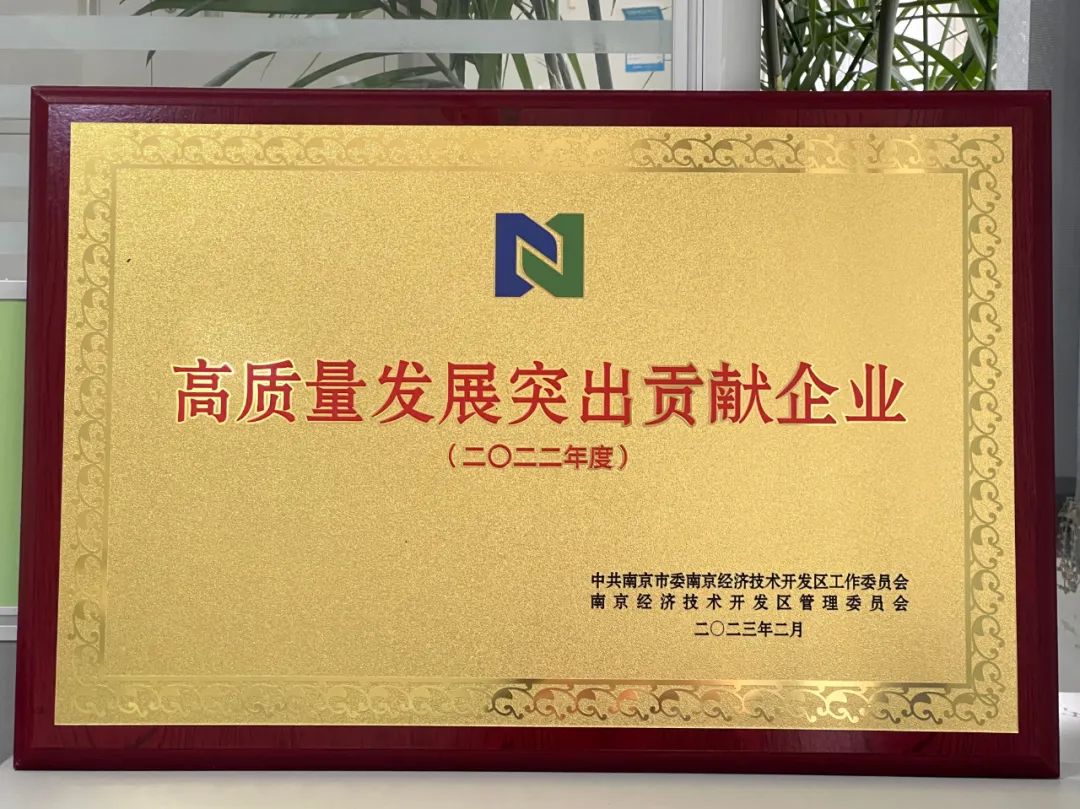 高质量发展突出贡献企业
（二〇二二年度）
中共南京市委南京经济技术开发区工作委员会
南京经济技术开发区管理委员会
二〇二三年二月